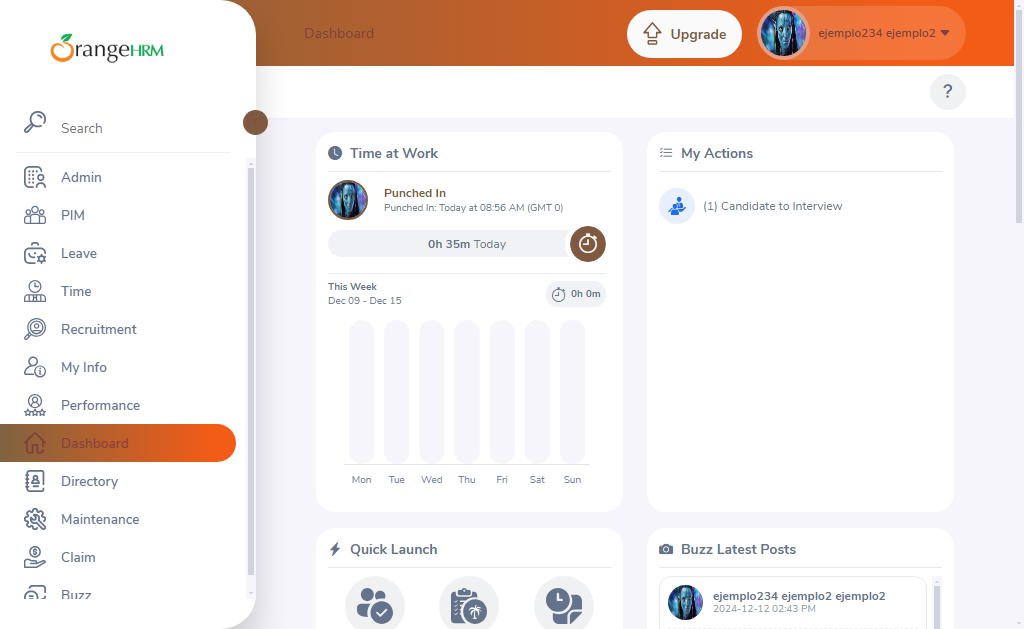 OrangeHRM
Dashboard
Upgrade
ejemplo234 ejemplo2
?
Search
Admin
PIM
Leave
Time
Recruitment
My Info
Performance
Dashboard
Directory
Maintenance
Claim
Buzz
Time at Work
Punched In
Punched In: Today at 08:56 AM (GMT 0)
0h 35m Today
This Week
Dec 09 - Dec 15
0h 0m
Mon Tue Wed Thu Fri Sat Sun
My Actions
(1) Candidate to Interview
Quick Launch
Buzz Latest Posts
ejemplo234 ejemplo2 ejemplo2
2024-12-12 02:43 PM